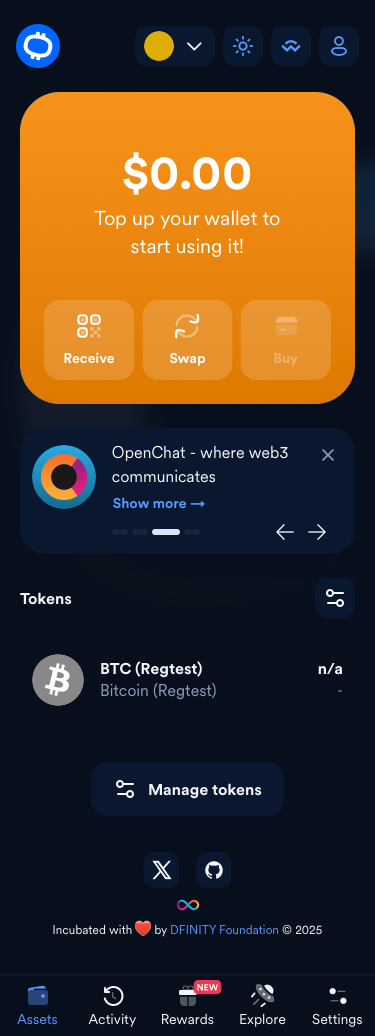 $0.00
Top up your wallet to
start using it!
Receive
Swap
Buy
OpenChat - where web3
communicates
Show more →
Tokens
BTC (Regtest)
n/a
Bitcoin (Regtest)
-
Manage tokens
Incubated with ❤️ by DFINITY Foundation © 2025
NEW
Assets
Activity
Rewards
Explore
Settings